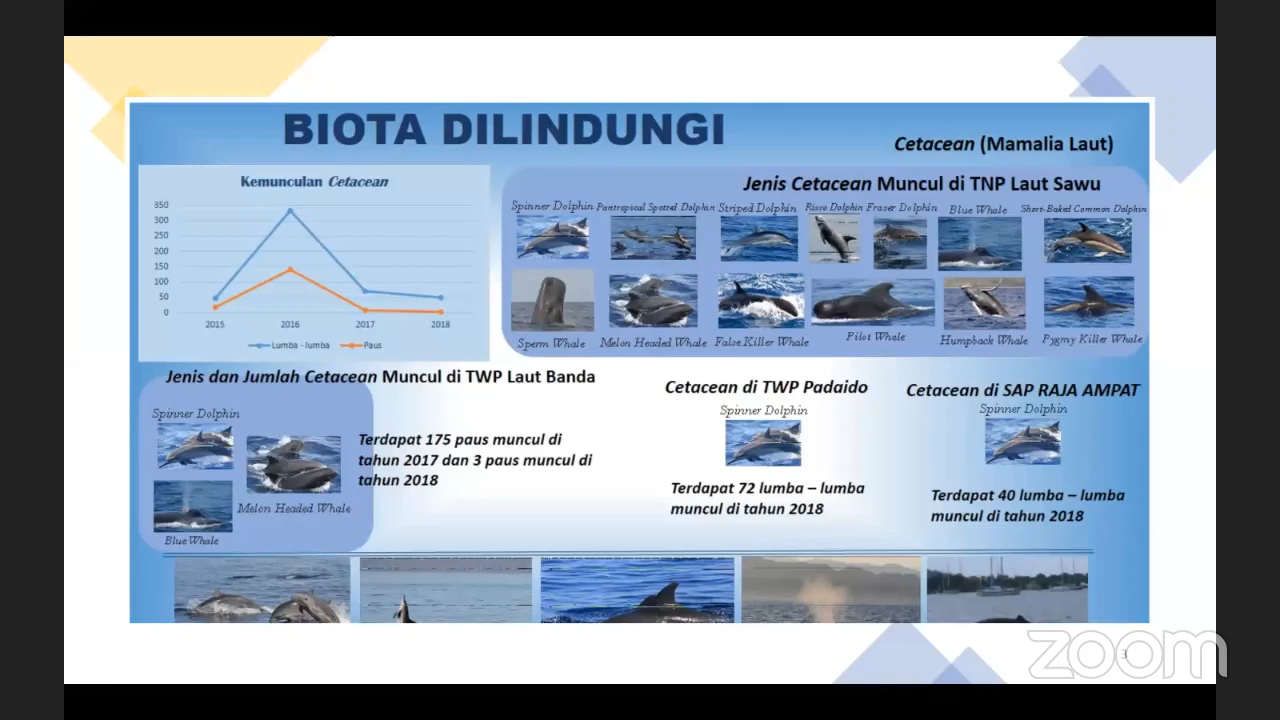 BIOTA DILINDUNGI
Cetacean (Mamalia Laut)
Kemunculan Cetacean
350
300
250
200
150
100
50
0
2015 2016 2017 2018
Lumba - lumba Paus
Jenis Cetacean Muncul di TNP Laut Sawu
Spinner Dolphin Pantropical Spotted Dolphin Striped Dolphin Risso Dolphin Fraser Dolphin Blue Whale Short-Baked Common Dolphin
Sperm Whale Melon Headed Whale False Killer Whale Pilot Whale Humpback Whale Pygmy Killer Whale
Jenis dan Jumlah Cetacean Muncul di TWP Laut Banda
Spinner Dolphin
Melon Headed Whale
Blue Whale
Terdapat 175 paus muncul di
tahun 2017 dan 3 paus muncul di
tahun 2018
Cetacean di TWP Padaido
Spinner Dolphin
Terdapat 72 lumba – lumba
muncul di tahun 2018
Cetacean di SAP RAJA AMPAT
Spinner Dolphin
Terdapat 40 lumba – lumba
muncul di tahun 2018
3
zoom